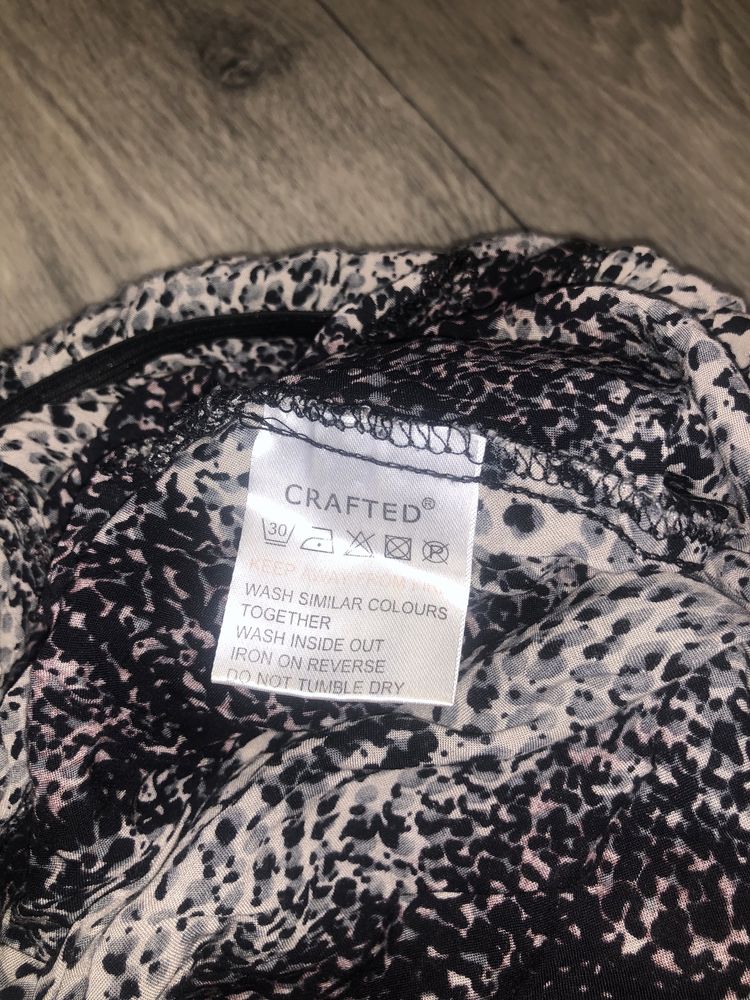 CRAFTED®
30 P
KEEP AWAY FROM FIRE
WASH SIMILAR COLOURS
TOGETHER
WASH INSIDE OUT
IRON ON REVERSE
DO NOT TUMBLE DRY